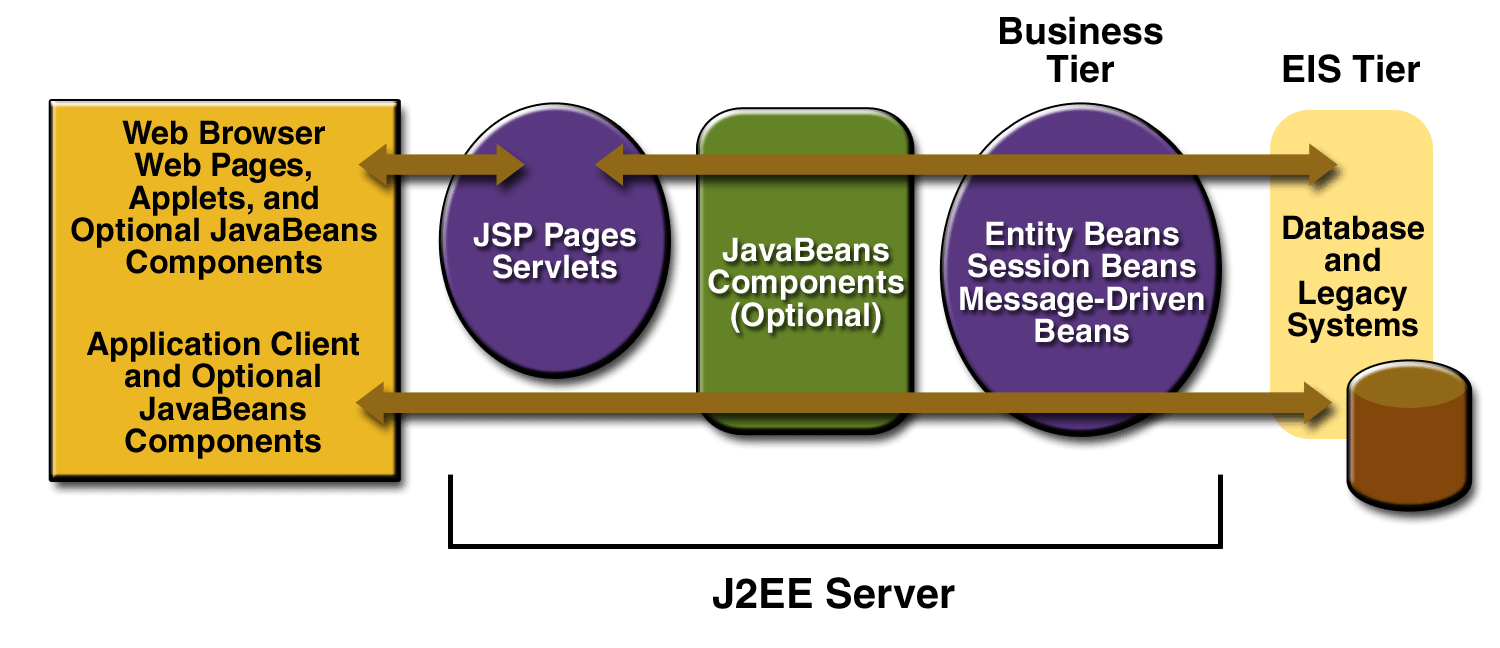 Business
Tier
EIS Tier
Web Browser
Web Pages,
Applets, and
Optional JavaBeans
Components
Application Client
and Optional
JavaBeans
Components
JSP Pages
Servlets
JavaBeans
Components
(Optional)
Entity Beans
Session Beans
Message-Driven
Beans
Database
and
Legacy
Systems
J2EE Server